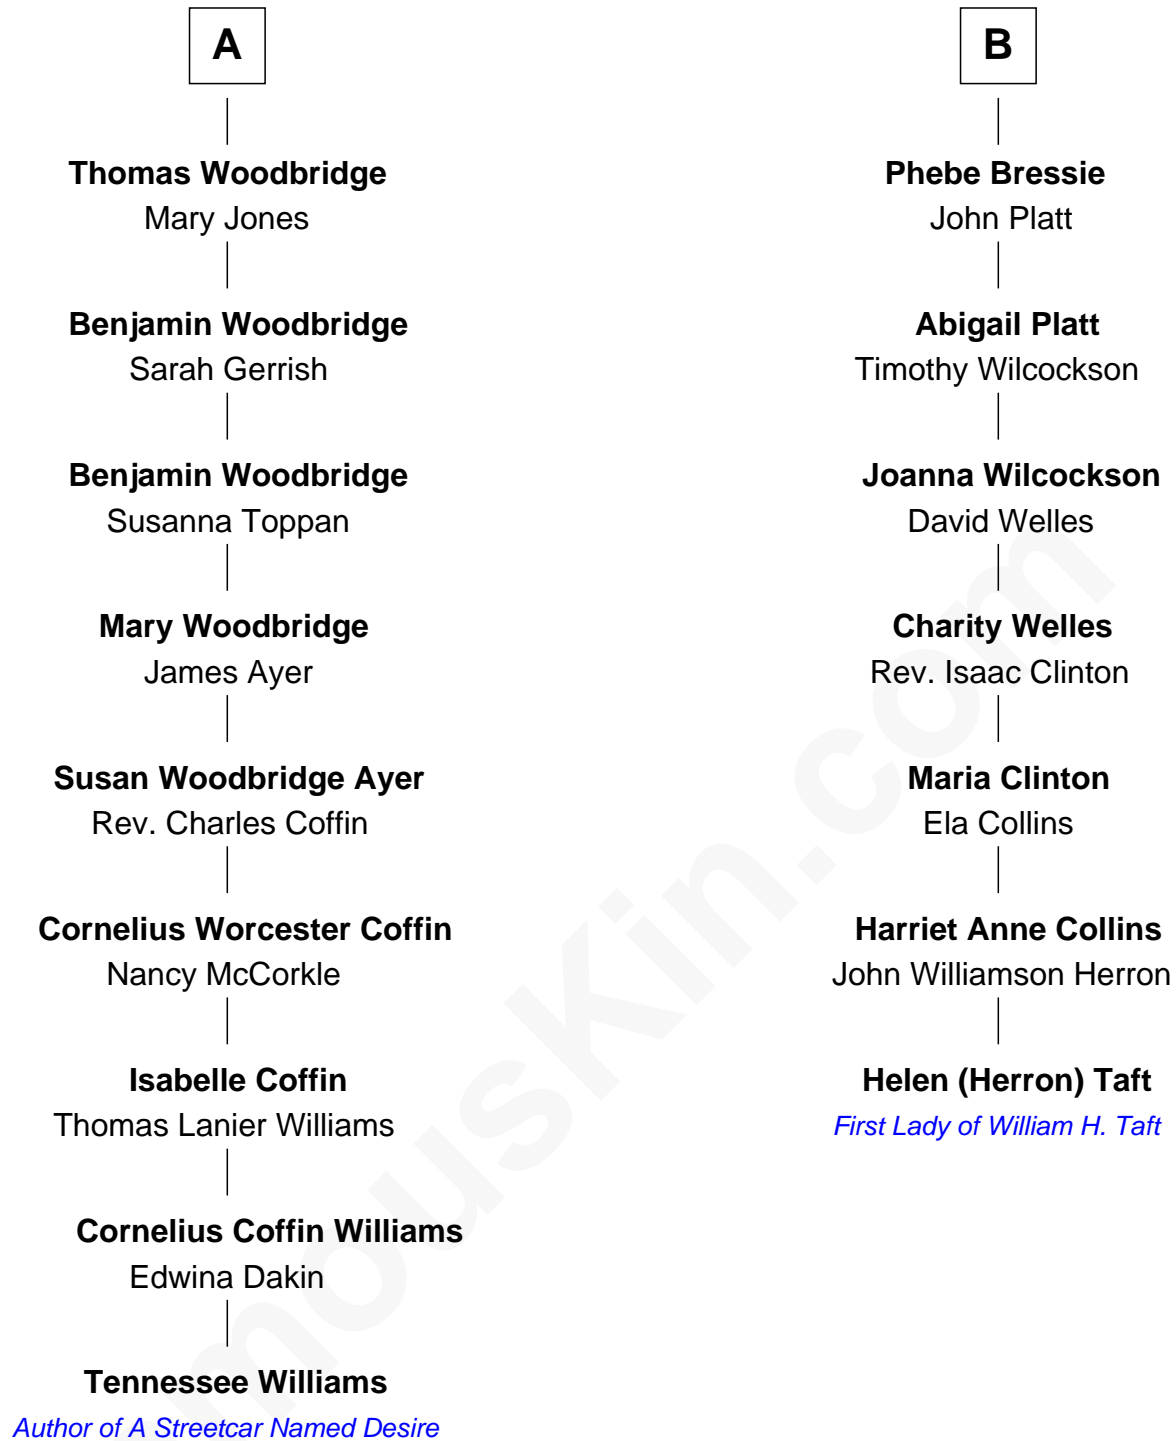 A
Thomas Woodbridge
Mary Jones
Benjamin Woodbridge
Sarah Gerrish
Benjamin Woodbridge
Susanna Toppan
Mary Woodbridge
James Ayer
Susan Woodbridge Ayer
Rev. Charles Coffin
Cornelius Worcester Coffin
Nancy McCorkle
Isabelle Coffin
Thomas Lanier Williams
Cornelius Coffin Williams
Edwina Dakin
Tennessee Williams
Author of A Streetcar Named Desire
B
Phebe Bressie
John Platt
Abigail Platt
Timothy Wilcockson
Joanna Wilcockson
David Welles
Charity Welles
Rev. Isaac Clinton
Maria Clinton
Ela Collins
Harriet Anne Collins
John Williamson Herron
Helen (Herron) Taft
First Lady of William H. Taft
mousKin.com